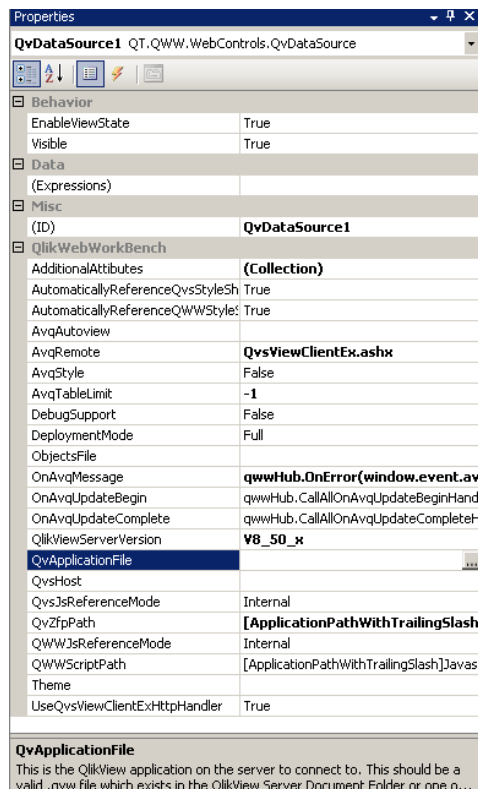 Properties
QvDataSource1 QT.QWW.WebControls.QvDataSource
Behavior
EnableViewState True
Visible True
Data
(Expressions)
Misc
(ID) QvDataSource1
QlikWebWorkBench
AdditionalAttibutes (Collection)
AutomaticallyReferenceQvsStyleSh True
AutomaticallyReferenceQWWStyleS True
AvqAutoview
AvqRemote QvsViewClientEx.ashx
AvqStyle False
AvqTableLimit -1
DebugSupport False
DeploymentMode Full
ObjectsFile
OnAvqMessage qwwHub.OnError(window.event.av
OnAvqUpdateBegin qwwHub.CallAllOnAvqUpdateBeginHand
OnAvqUpdateComplete qwwHub.CallAllOnAvqUpdateCompleteH
QlikViewServerVersion V8_50_x
QvApplicationFile ...
QvsHost
QvsJsReferenceMode Internal
QvZfpPath [ApplicationPathWithTrailingSlash
QWWJsReferenceMode Internal
QWWScriptPath [ApplicationPathWithTrailingSlash]Javas
Theme
UseQvsViewClientExHttpHandler True
QvApplicationFile
This is the QlikView application on the server to connect to. This should be a
valid .qvw file which exists in the QlikView Server Document Folder or one o...